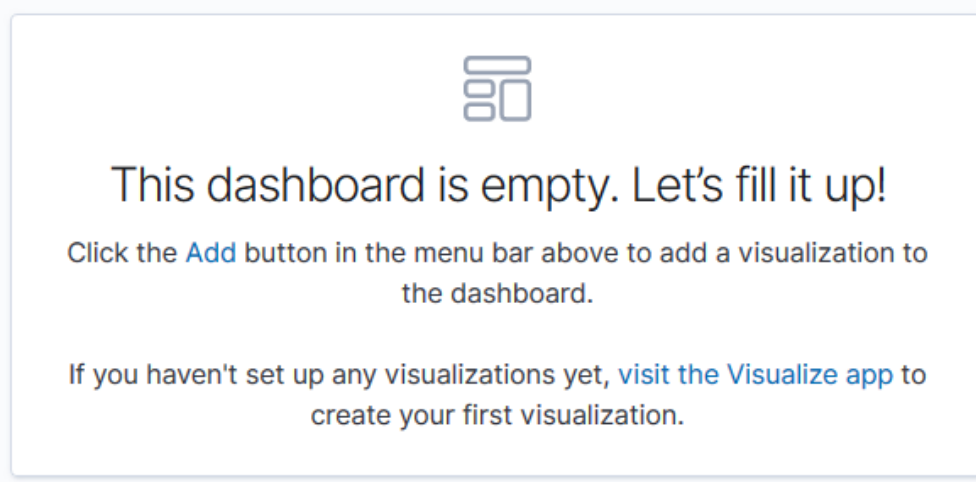 This dashboard is empty. Let’s fill it up!
Click the Add button in the menu bar above to add a visualization to
the dashboard.
If you haven't set up any visualizations yet, visit the Visualize app to
create your first visualization.